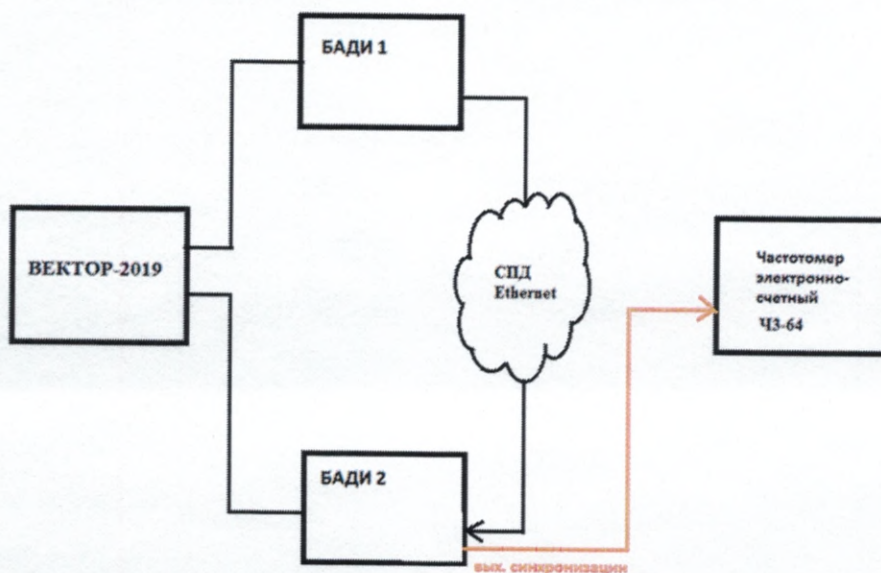 БАДИ 1
ВЕКТОР-2019
СПД
Ethernet
Частотомер
электронно-
счетный
ЧЗ-64
БАДИ 2
вых. синхронизации